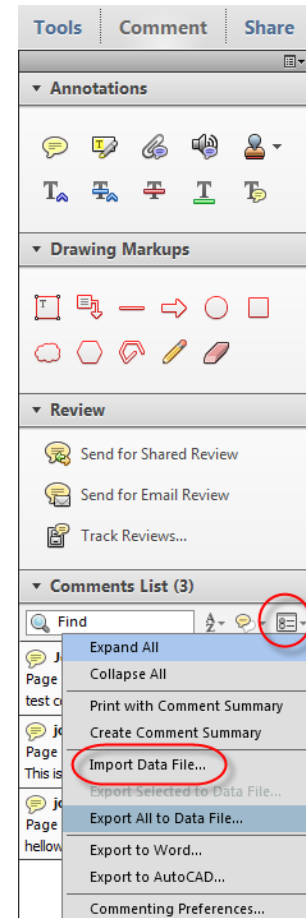 Tools Comment Share
Annotations
Drawing Markups
Review
Send for Shared Review
Send for Email Review
Track Reviews...
Comments List (3)
Find
Expand All
Collapse All
Page
test
Print with Comment Summary
Create Comment Summary
Import Data File...
Page
This is
Export Selected to Data File...
Export All to Data File...
Page
hellow
Export to Word...
Export to AutoCAD...
Commenting Preferences...